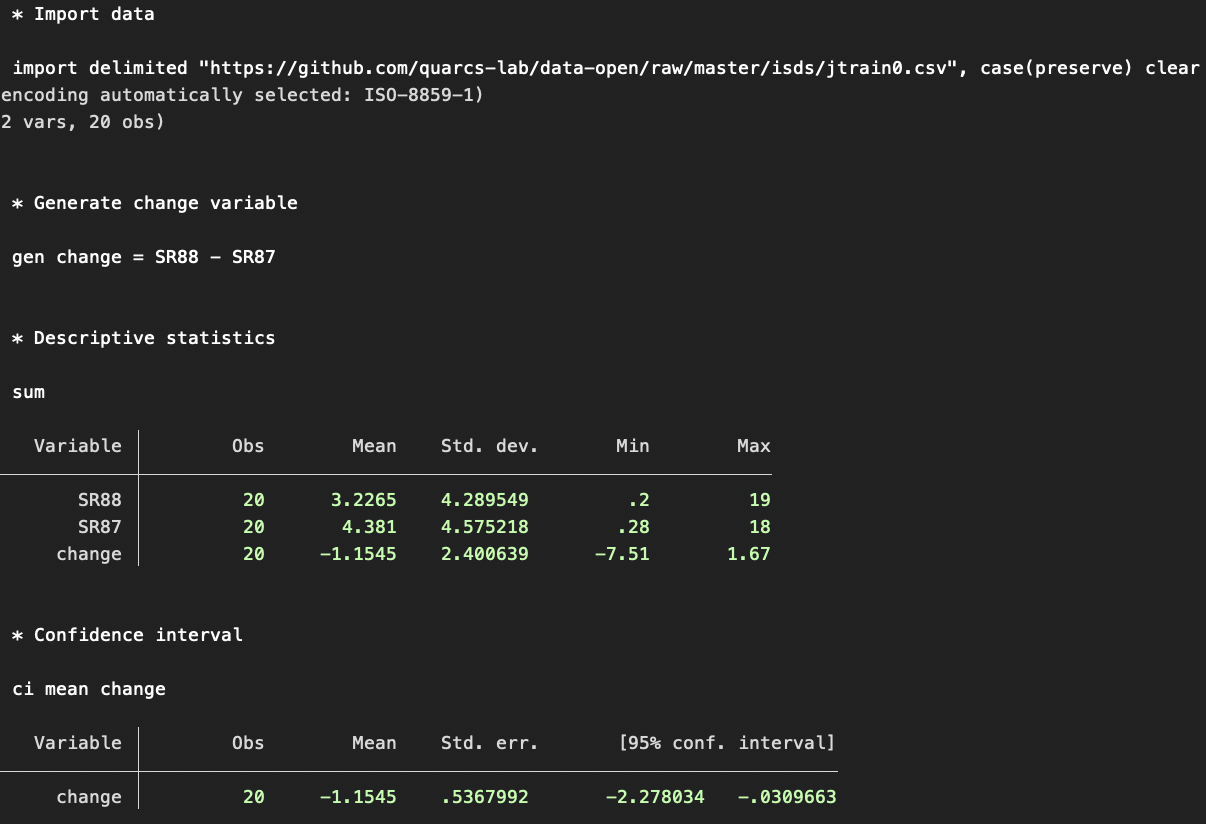 * Import data
import delimited "https://github.com/quarcs-lab/data-open/raw/master/isds/jtrain0.csv", case(preserve) clear
encoding automatically selected: ISO-8859-1)
2 vars, 20 obs)
* Generate change variable
gen change = SR88 - SR87
* Descriptive statistics
sum
Variable Obs Mean Std. dev. Min Max
SR88 20 3.2265 4.289549 .2 19
SR87 20 4.381 4.575218 .28 18
change 20 -1.1545 2.400639 -7.51 1.67
* Confidence interval
ci mean change
Variable Obs Mean Std. err. [95% conf. interval]
change 20 -1.1545 .5367992 -2.278034 -.0309663